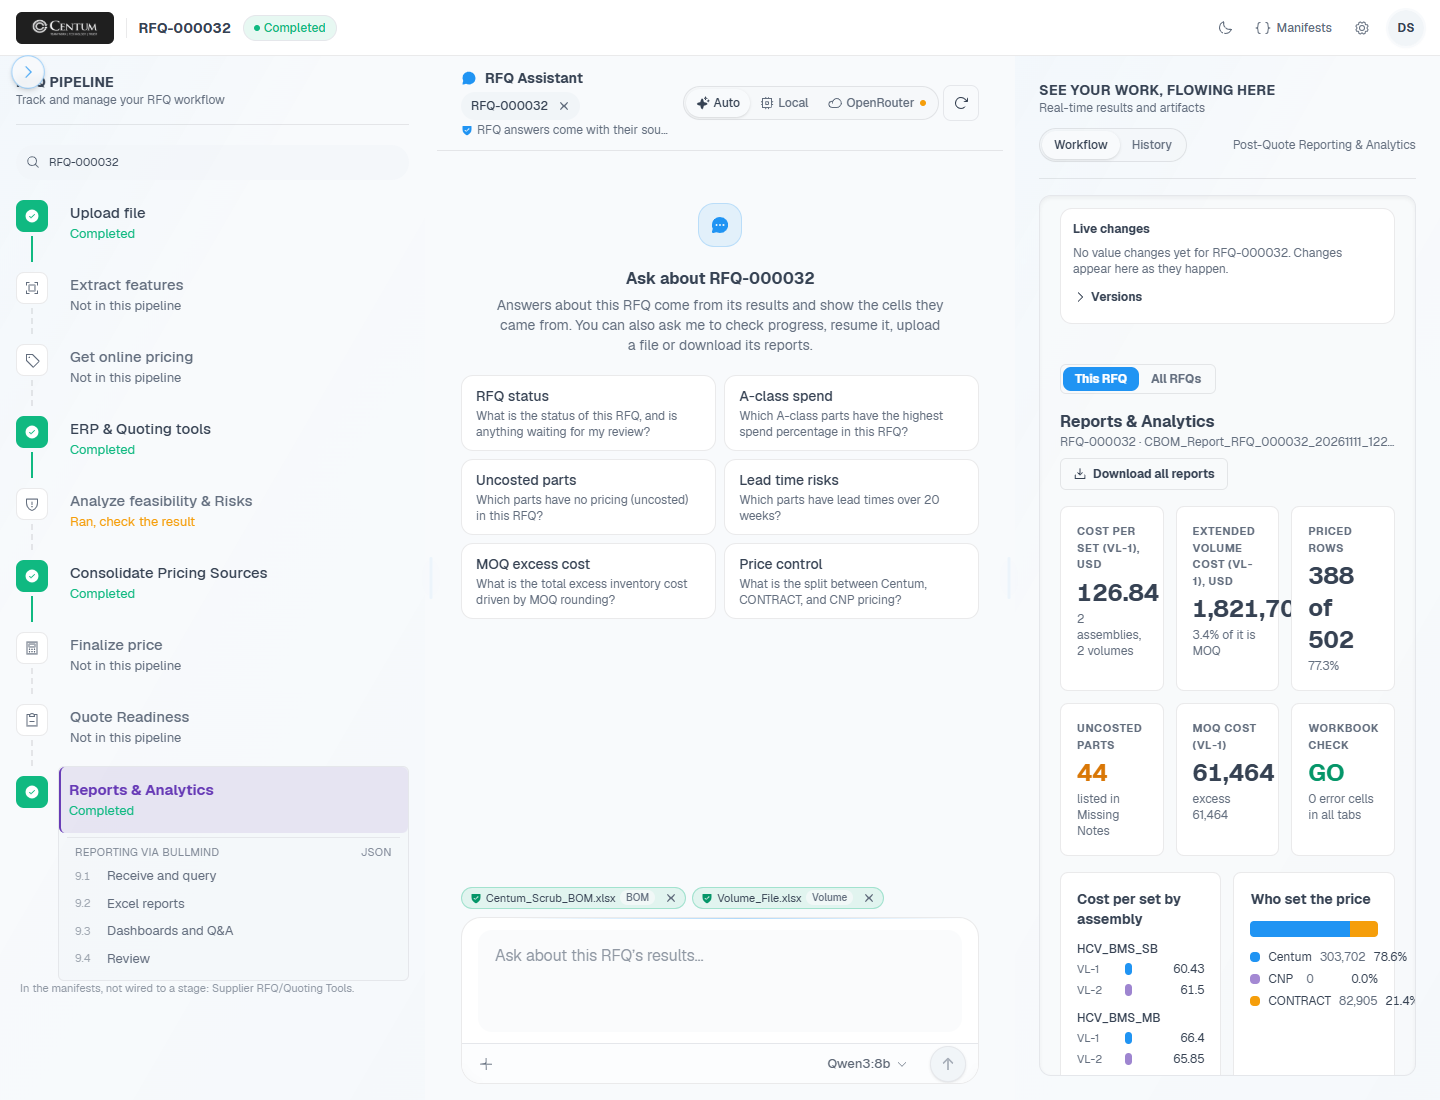 CENTUM
RFQ-000032
Completed
Manifests
DS
PIPELINE
Track and manage your RFQ workflow
RFQ-000032
Upload file
Completed
Extract features
Not in this pipeline
Get online pricing
Not in this pipeline
ERP & Quoting tools
Completed
Analyze feasibility & Risks
Ran, check the result
Consolidate Pricing Sources
Completed
Finalize price
Not in this pipeline
Quote Readiness
Not in this pipeline
Reports & Analytics
Completed
REPORTING VIA BULLMIND JSON
9.1 Receive and query
9.2 Excel reports
9.3 Dashboards and Q&A
9.4 Review
In the manifests, not wired to a stage: Supplier RFQ/Quoting Tools.
RFQ Assistant
RFQ-000032
Auto Local OpenRouter
RFQ answers come with their sou...
Ask about RFQ-000032
Answers about this RFQ come from its results and show the cells they
came from. You can also ask me to check progress, resume it, upload
a file or download its reports.
RFQ status
What is the status of this RFQ, and is
anything waiting for my review?
A-class spend
Which A-class parts have the highest
spend percentage in this RFQ?
Uncosted parts
Which parts have no pricing (uncosted)
in this RFQ?
Lead time risks
Which parts have lead times over 20
weeks?
MOQ excess cost
What is the total excess inventory cost
driven by MOQ rounding?
Price control
What is the split between Centum,
CONTRACT, and CNP pricing?
Centum_Scrub_BOM.xlsx BOM
Volume_File.xlsx Volume
Ask about this RFQ's results...
Qwen3:8b
SEE YOUR WORK, FLOWING HERE
Real-time results and artifacts
Workflow History
Post-Quote Reporting & Analytics
Live changes
No value changes yet for RFQ-000032. Changes
appear here as they happen.
Versions
This RFQ All RFQs
Reports & Analytics
RFQ-000032 · CBOM_Report_RFQ_000032_20261111_122...
Download all reports
COST PER
SET (VL-1),
USD
126.84
2
assemblies,
2 volumes
EXTENDED
VOLUME
COST (VL-
1), USD
1,821,70
3.4% of it is
MOQ
PRICED
ROWS
388
of
502
77.3%
UNCOSTED
PARTS
44
listed in
Missing
Notes
MOQ COST
(VL-1)
61,464
excess
61,464
WORKBOOK
CHECK
GO
0 error cells
in all tabs
Cost per set by
assembly
HCV_BMS_SB
VL-1 60.43
VL-2 61.5
HCV_BMS_MB
VL-1 66.4
VL-2 65.85
Who set the price
Centum 303,702 78.6%
CNP 0 0.0%
CONTRACT 82,905 21.4%